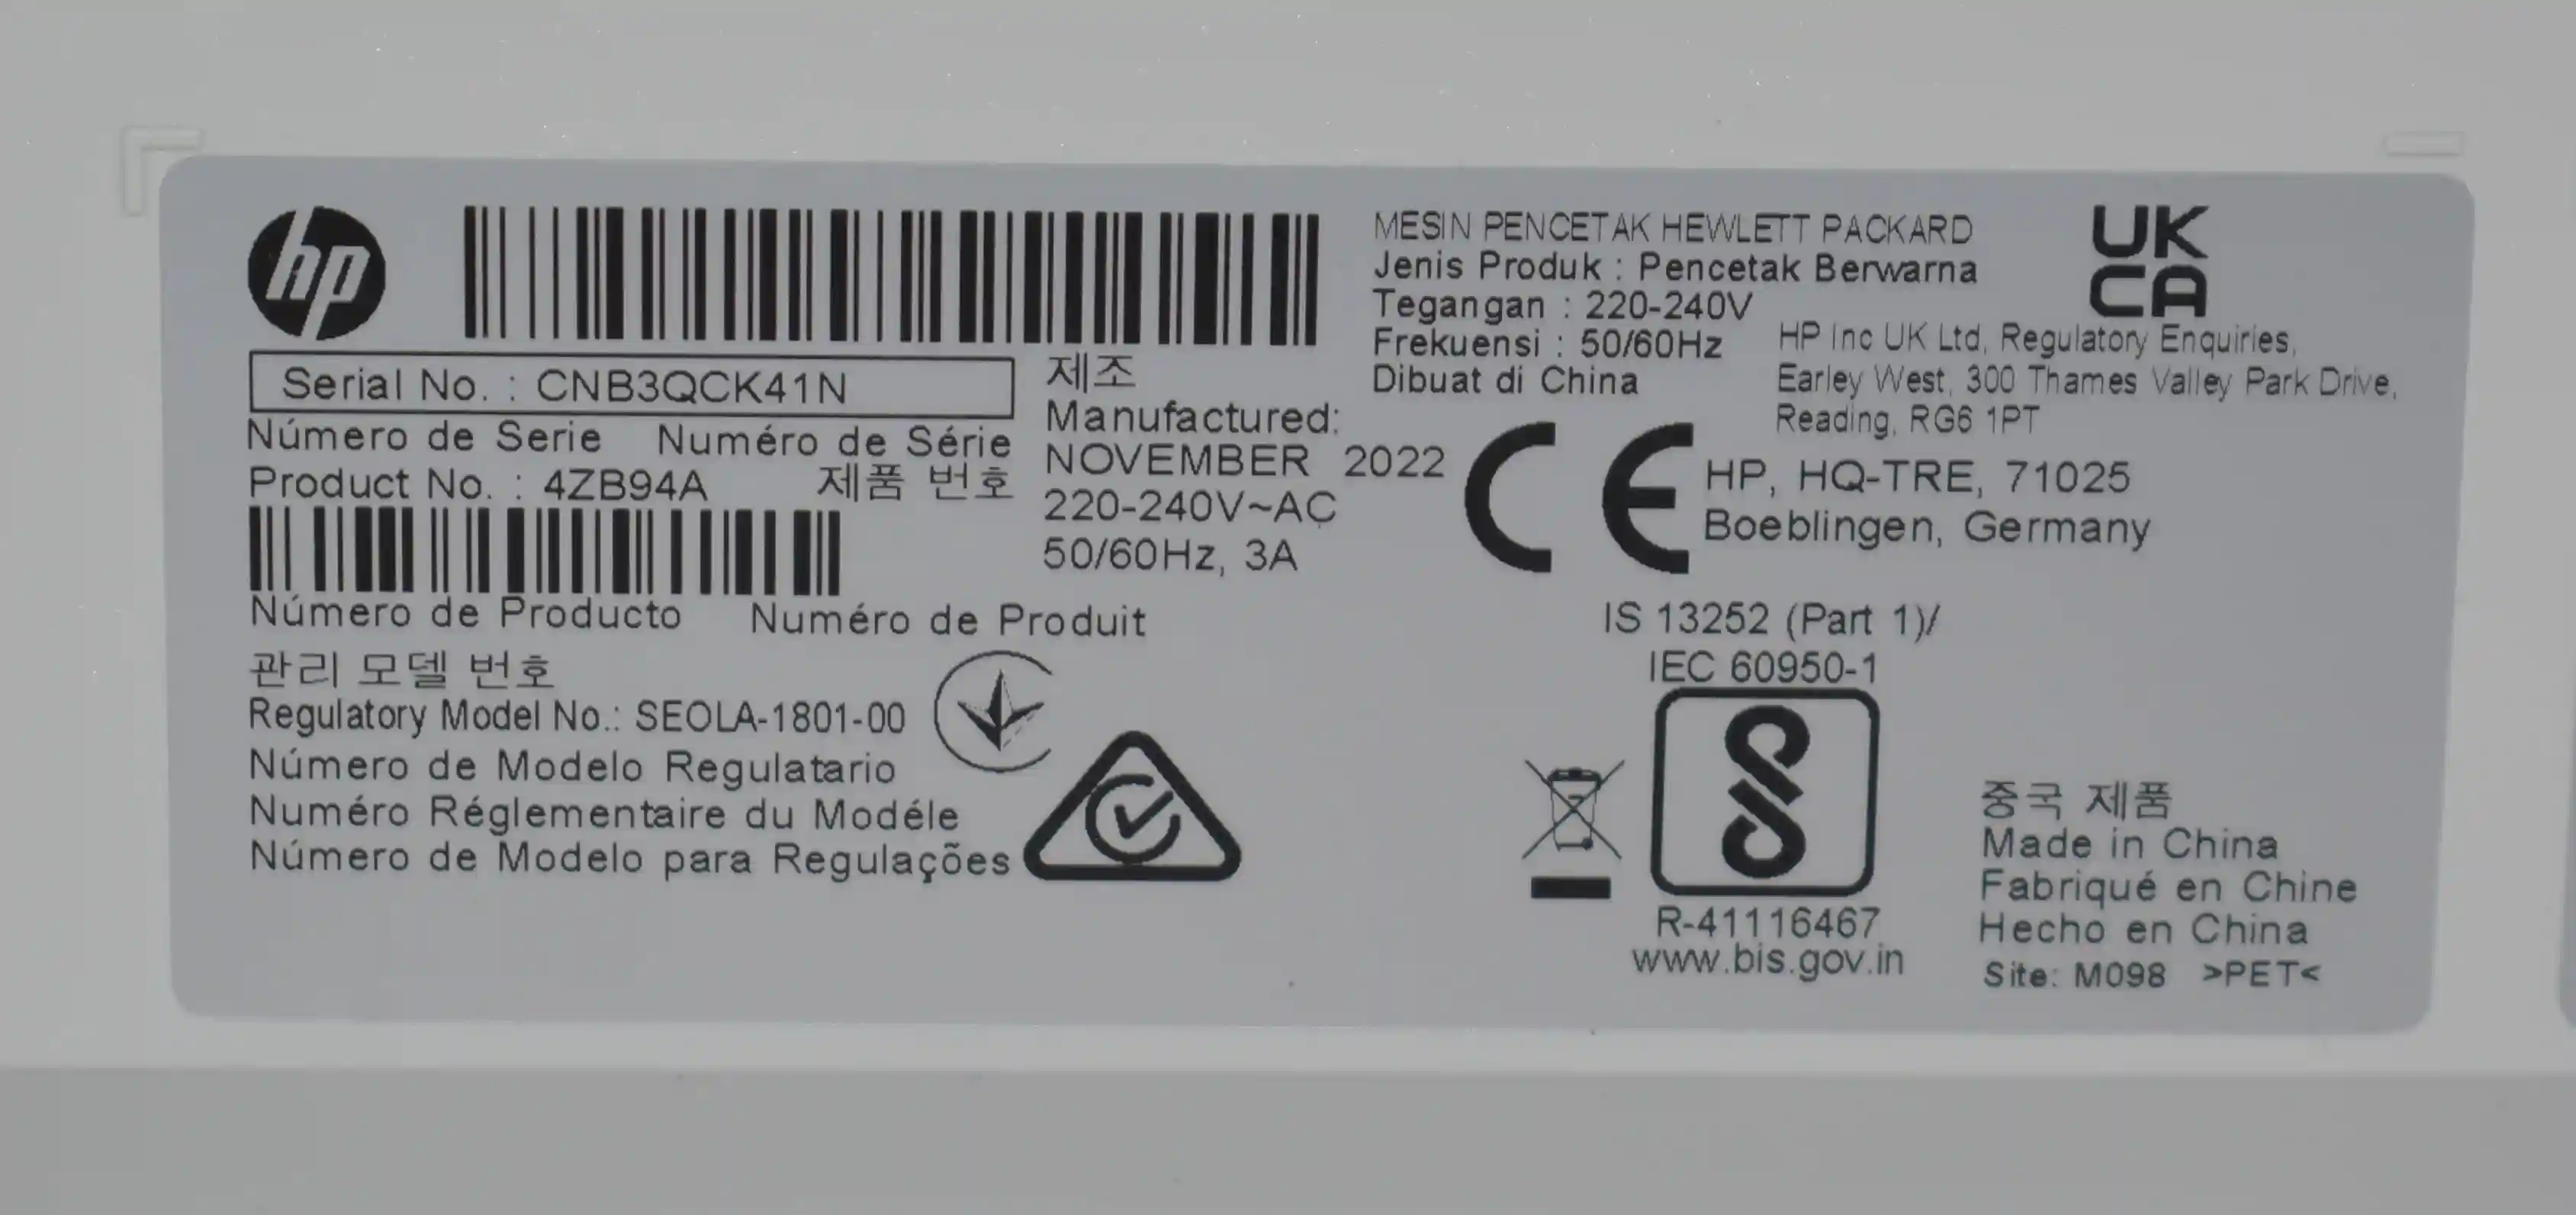 hp
Serial No. : CNB3QCK41N
Número de Serie Numéro de Série
Product No. : 4ZB94A 제품 번호
Número de Producto Numéro de Produit
관리 모델 번호
Regulatory Model No.: SEOLA-1801-00
Número de Modelo Regulatario
Numéro Réglementaire du Modéle
Número de Modelo para Regulações
제조
Manufactured:
NOVEMBER 2022
220-240V~AC
50/60Hz, 3A
MESIN PENCETAK HEWLETT PACKARD
Jenis Produk : Pencetak Berwarna
Tegangan : 220-240V
Frekuensi : 50/60Hz
Dibuat di China
UK
CA
HP Inc UK Ltd, Regulatory Enquiries,
Earley West, 300 Thames Valley Park Drive,
Reading, RG6 1PT
CE
HP, HQ-TRE, 71025
Boeblingen, Germany
IS 13252 (Part 1)/
IEC 60950-1
R-41116467
www.bis.gov.in
중국 제품
Made in China
Fabriqué en Chine
Hecho en China
Site: M098 >PET<